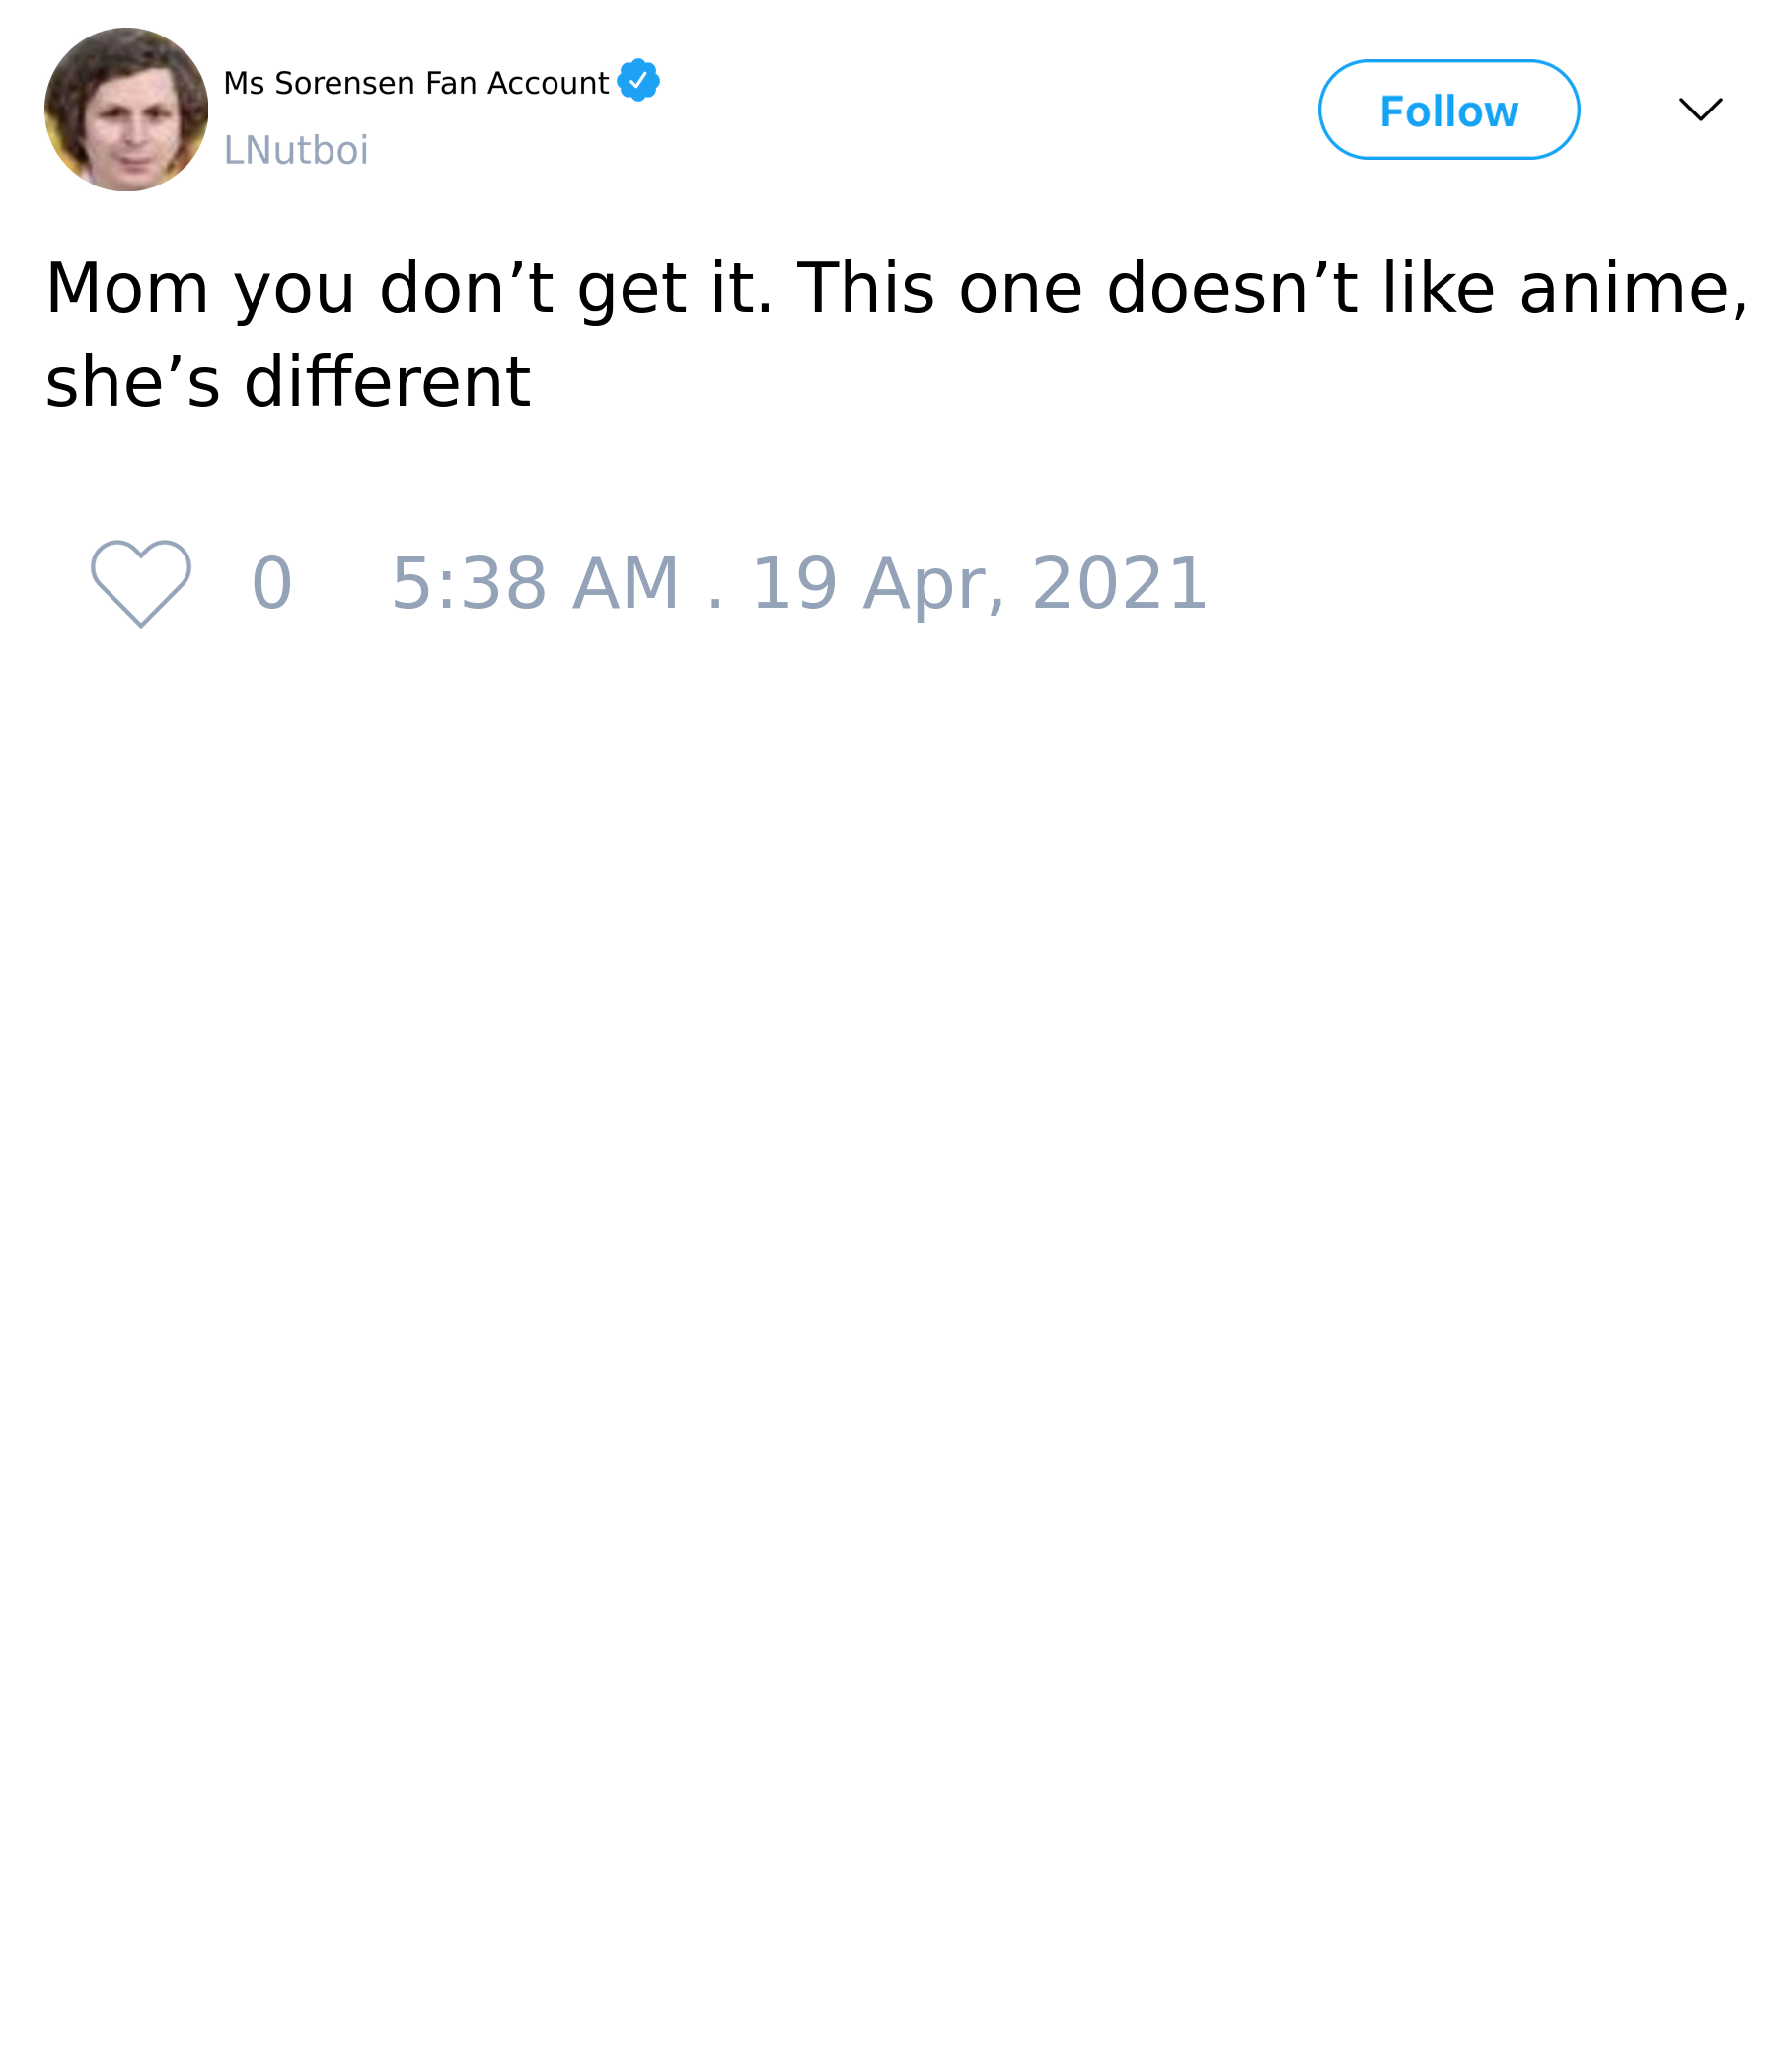 Ms Sorensen Fan Account
LNutboi
Follow
Mom you don’t get it. This one doesn’t like anime,
she’s different
0 5:38 AM . 19 Apr, 2021